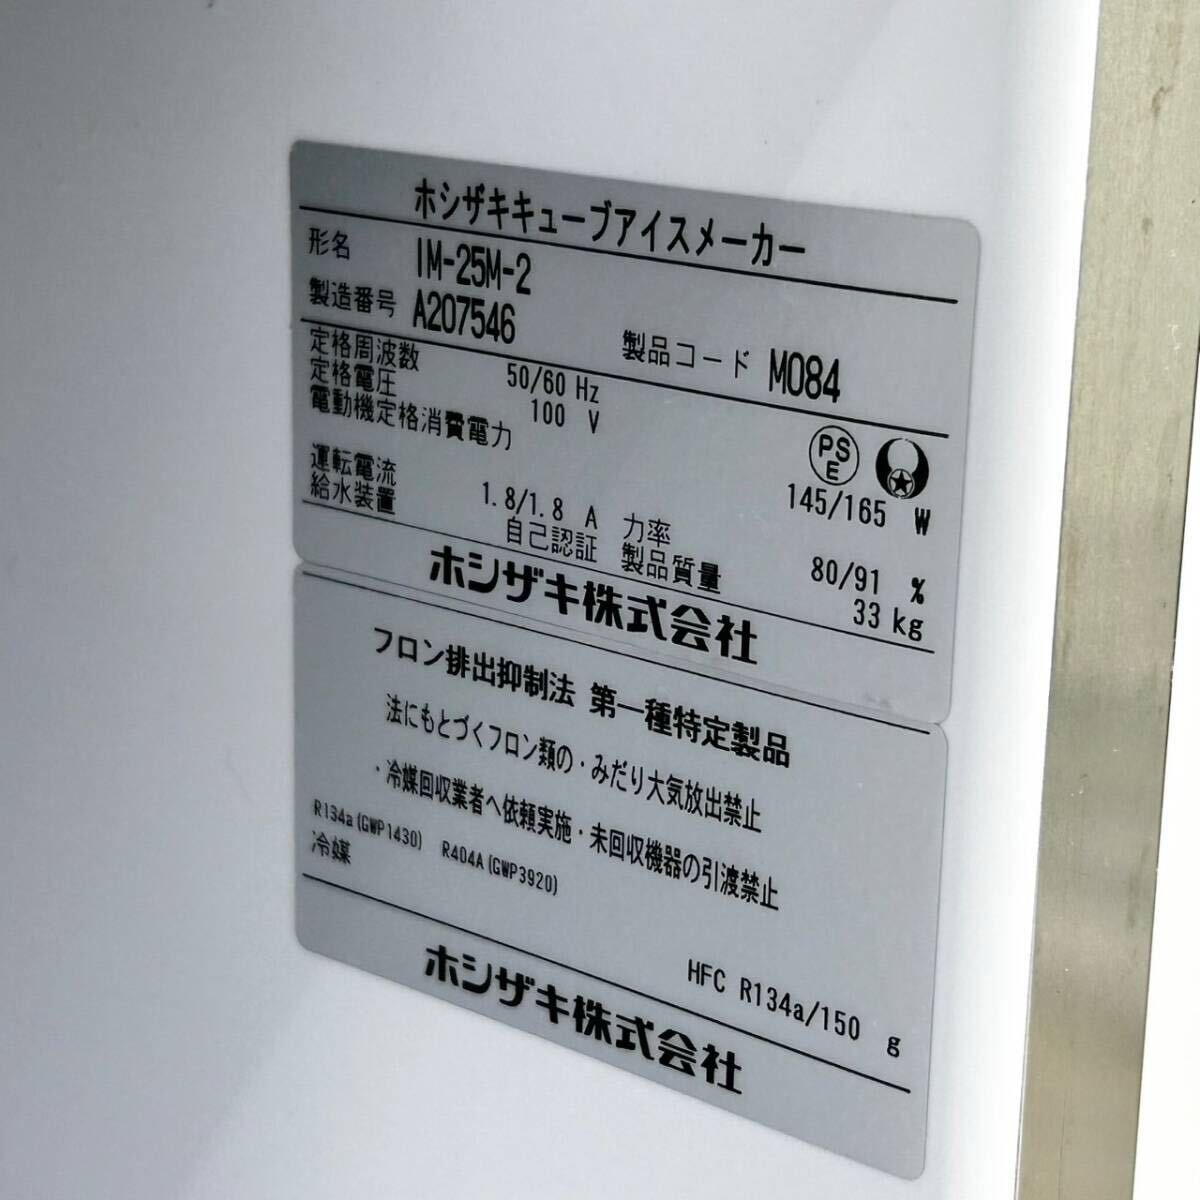 ホシザキキューブアイスメーカー
形名 IM-25M-2
製造番号 A207546 製品コード M084
定格周波数 50/60 Hz
定格電圧 100 V
電動機定格消費電力 145/165 W
PS
E
運転電流 1.8/1.8 A 力率 80/91 %
給水装置 自己認証 製品質量 33 kg
ホシザキ株式会社
フロン排出抑制法 第一種特定製品
法にもとづくフロン類の・みだり大気放出禁止
・冷媒回収業者へ依頼実施・未回収機器の引渡禁止
R134a(GWP1430) R404A(GWP3920)
冷媒 HFC R134a/150 g
ホシザキ株式会社